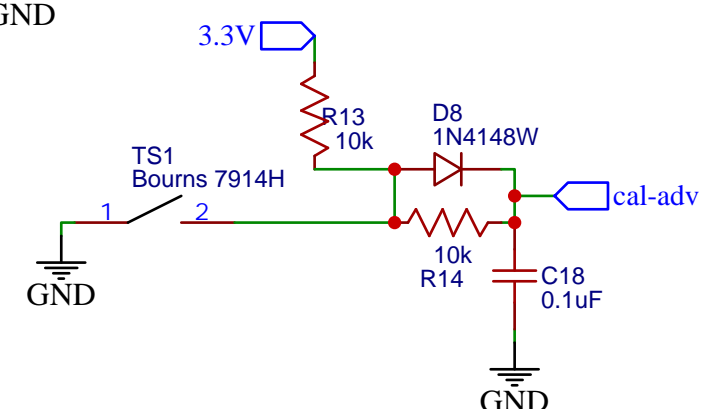 GND
3.3V
R13
10k
D8
1N4148W
TS1
Bourns 7914H
1
2
cal-adv
10k
R14
C18
0.1uF
GND
GND